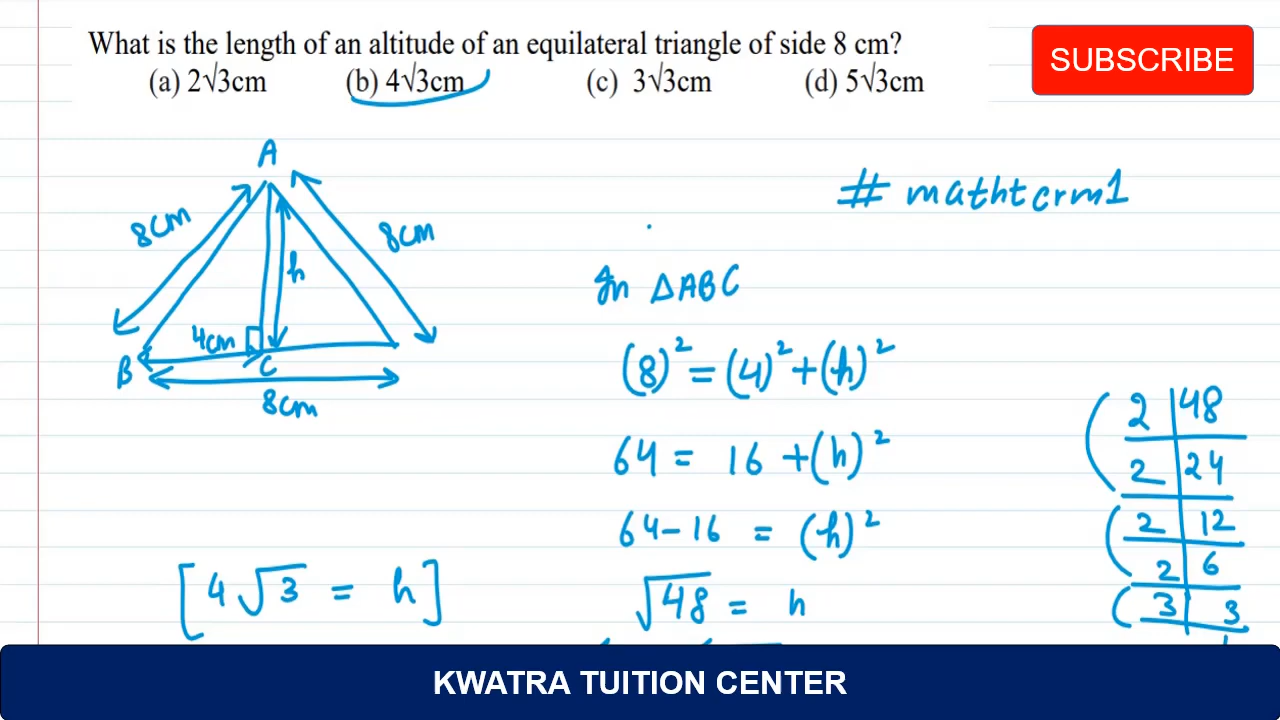 What is the length of an altitude of an equilateral triangle of side 8 cm?
(a) 2√3cm (b) 4√3cm (c) 3√3cm (d) 5√3cm
SUBSCRIBE
A
# mathtcrm1
8cm
8cm
h
In △ABC
4cm
B
C
8cm
(8)² = (4)² + (h)²
64 = 16 + (h)²
64 - 16 = (h)²
√48 = h
[4√3 = h]
2 | 48
2 | 24
2 | 12
2 | 6
3 | 3
KWATRA TUITION CENTER